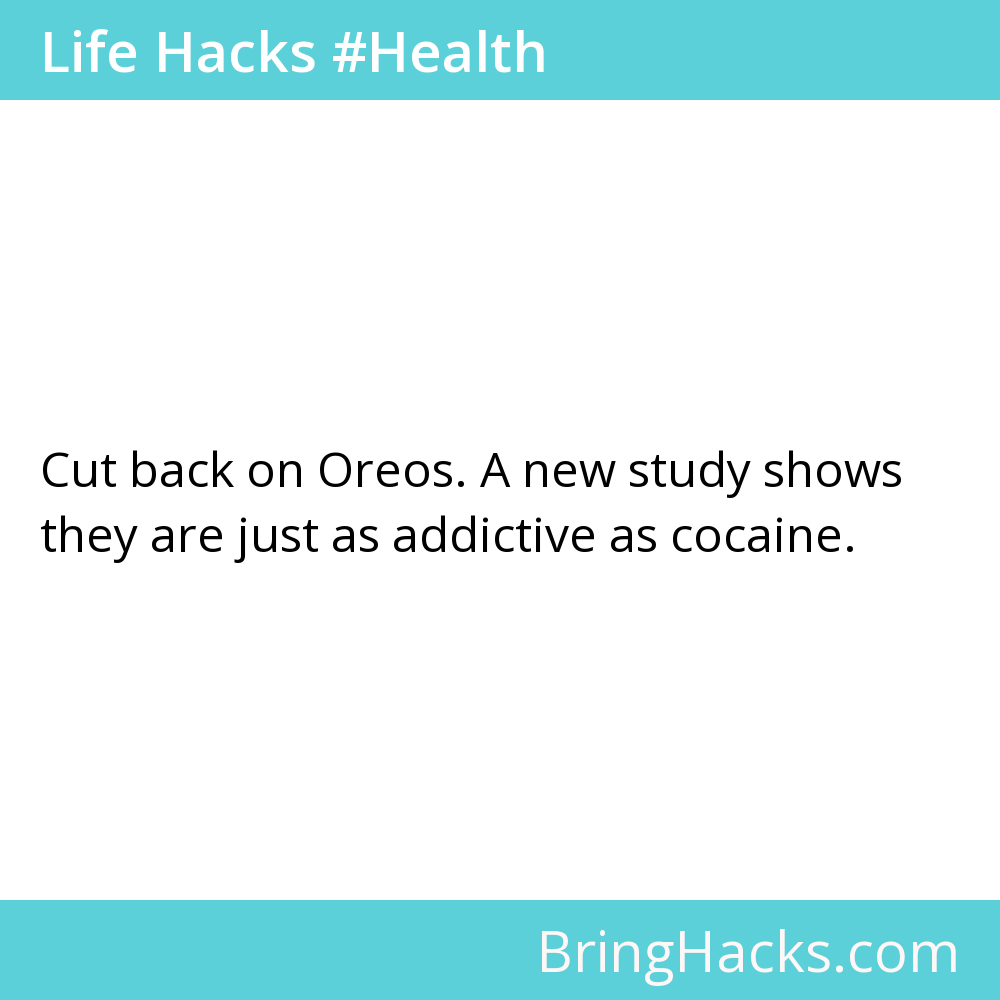 Life Hacks #Health
Cut back on Oreos. A new study shows
they are just as addictive as cocaine.
BringHacks.com